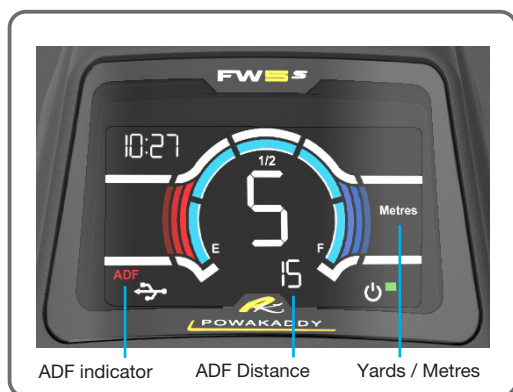 FW5s
10:27
1/2
5
Metres
E
F
ADF
15
POWAKADDY
ADF indicator
ADF Distance
Yards / Metres